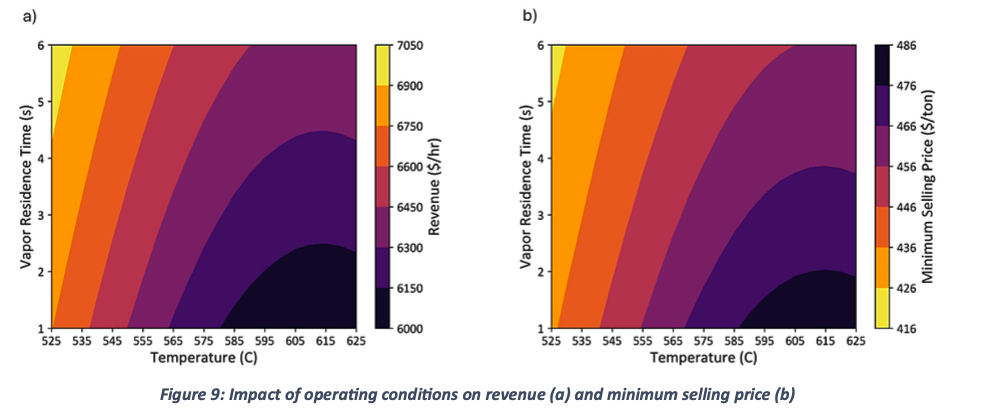 a)
b)
6
5
4
3
2
1
Vapor Residence Time (s)
525 535 545 555 565 575 585 595 605 615 625
Temperature (C)
7050
6900
6750
6600
6450
6300
6150
6000
Revenue ($/hr)
6
5
4
3
2
1
Vapor Residence Time (s)
525 535 545 555 565 575 585 595 605 615 625
Temperature (C)
486
476
466
456
446
436
426
416
Minimum Selling Price ($/ton)
Figure 9: Impact of operating conditions on revenue (a) and minimum selling price (b)